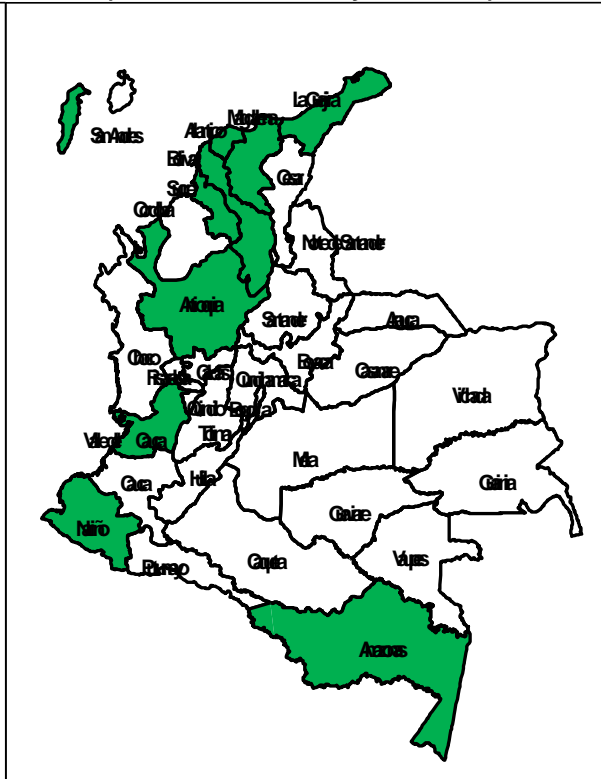 La Guajira
Magdalena
San Andres
Atlantico
Bolivar
Sucre
Cesar
Cordoba
Norte de Santander
Antioquia
Santander
Arauca
Choco
Boyaca
Risaralda
Caldas
Cundinamarca
Casanare
Vichada
Quindio
Bogota
Tolima
Valle del Cauca
Meta
Cauca
Huila
Guainia
Nariño
Guaviare
Putumayo
Caqueta
Vaupes
Amazonas